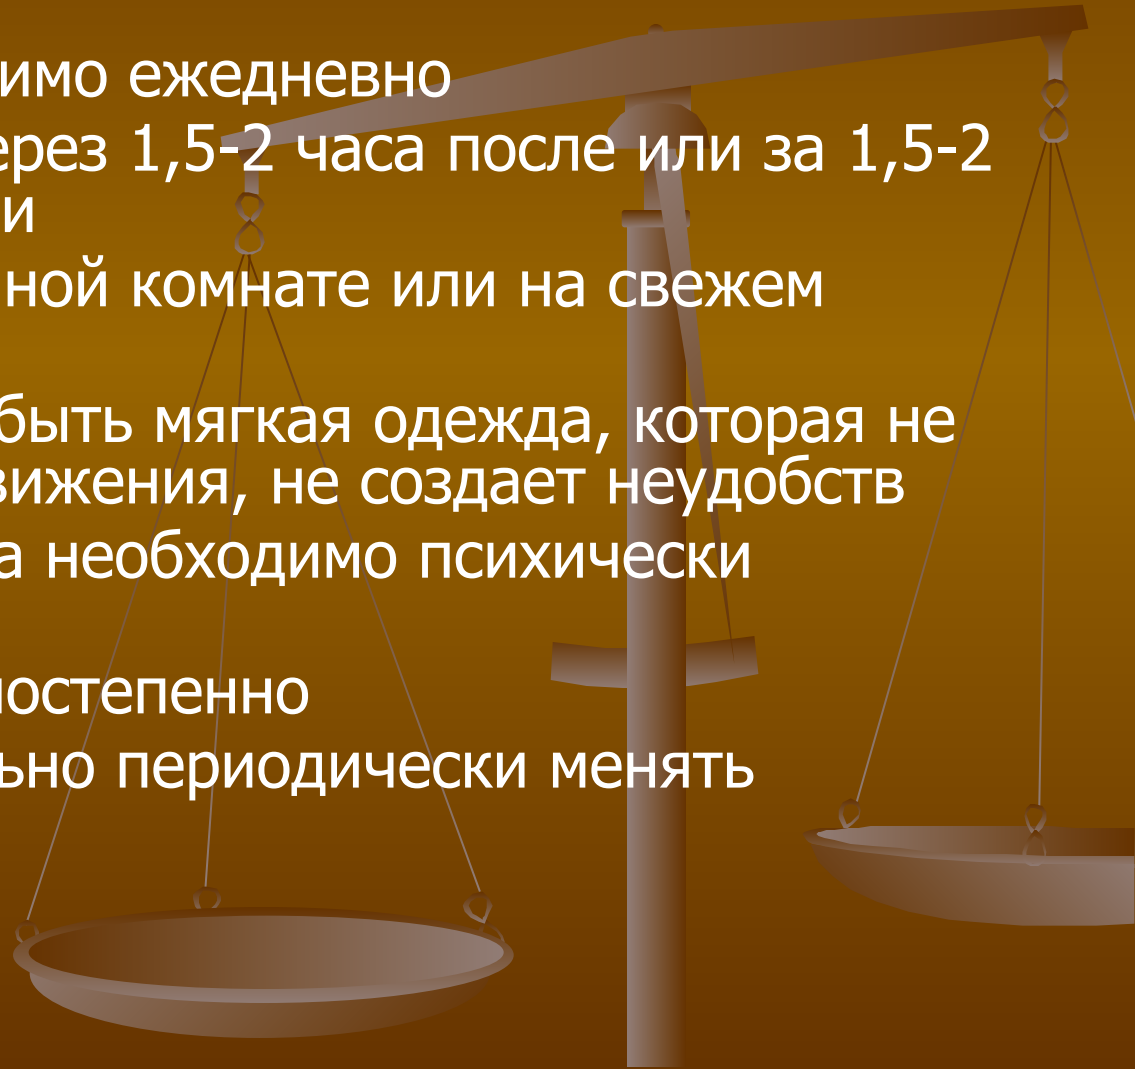 имо ежедневно
ерез 1,5-2 часа после или за 1,5-2
и
ной комнате или на свежем
быть мягкая одежда, которая не
вижения, не создает неудобств
а необходимо психически
постепенно
ьно периодически менять